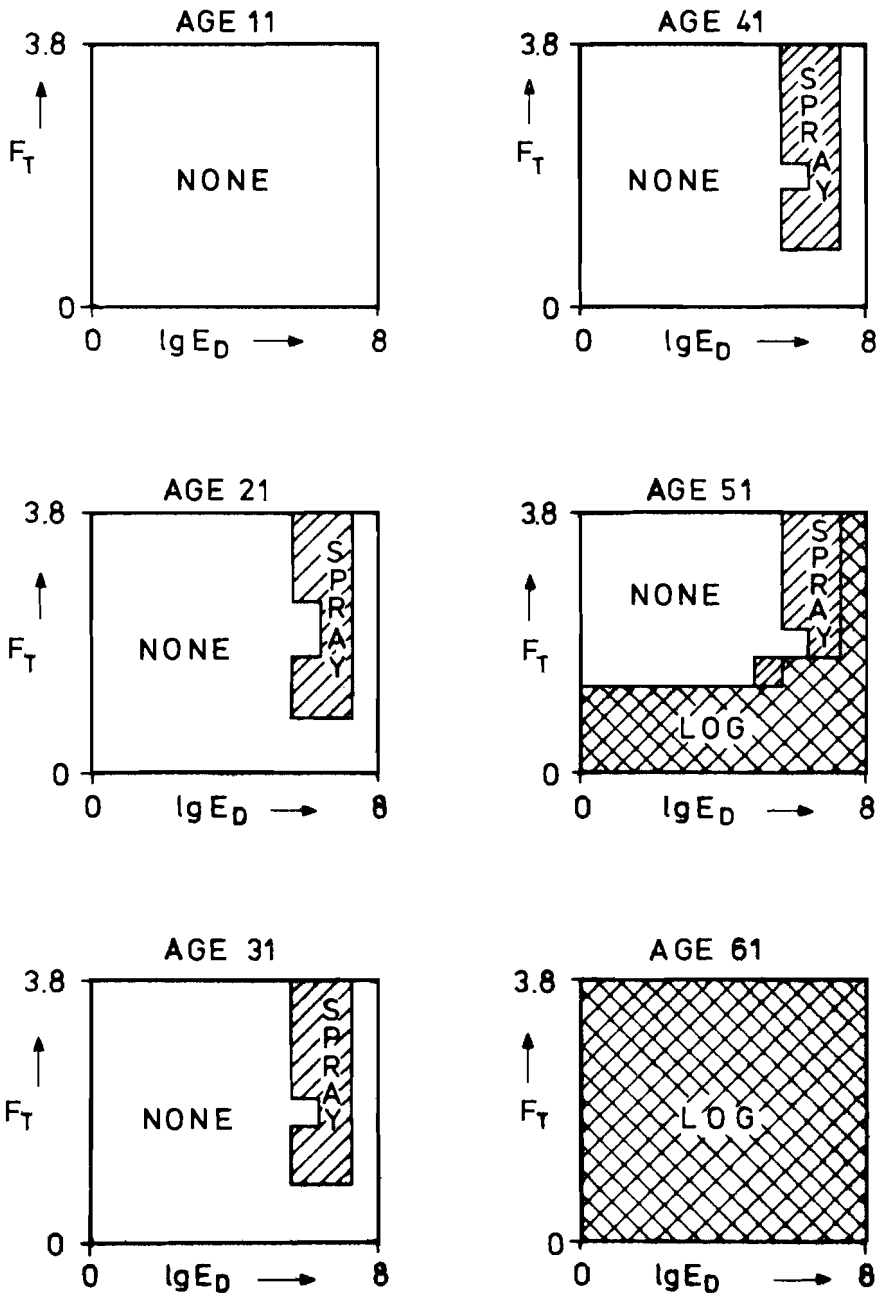 AGE 11
3.8
F_T
NONE
0
0 lgE_D 8
AGE 41
3.8
F_T
SPRAY
NONE
0
0 lgE_D 8
AGE 21
3.8
F_T
SPRAY
NONE
0
0 lgE_D 8
AGE 51
3.8
F_T
SPRAY
NONE
LOG
0
0 lgE_D 8
AGE 31
3.8
F_T
SPRAY
NONE
0
0 lgE_D 8
AGE 61
3.8
F_T
LOG
0
0 lgE_D 8